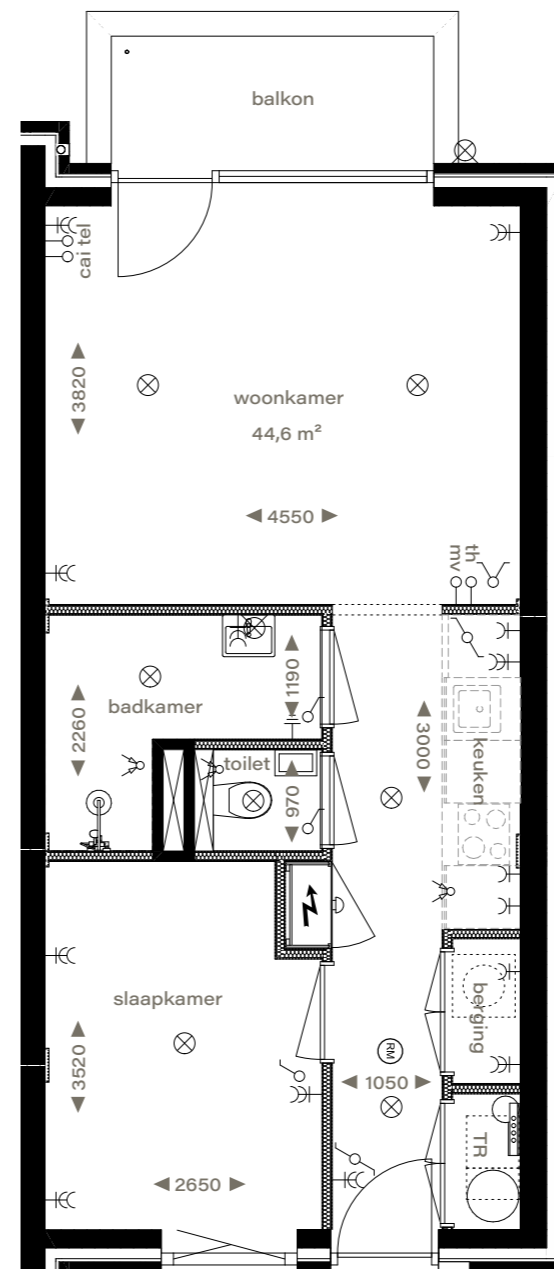 balkon
cai tel
3820
woonkamer
44,6 m²
4550
th
mv
badkamer
1190
2260
toilet
970
3000
keuken
slaapkamer
3520
berging
RM
1050
TR
2650